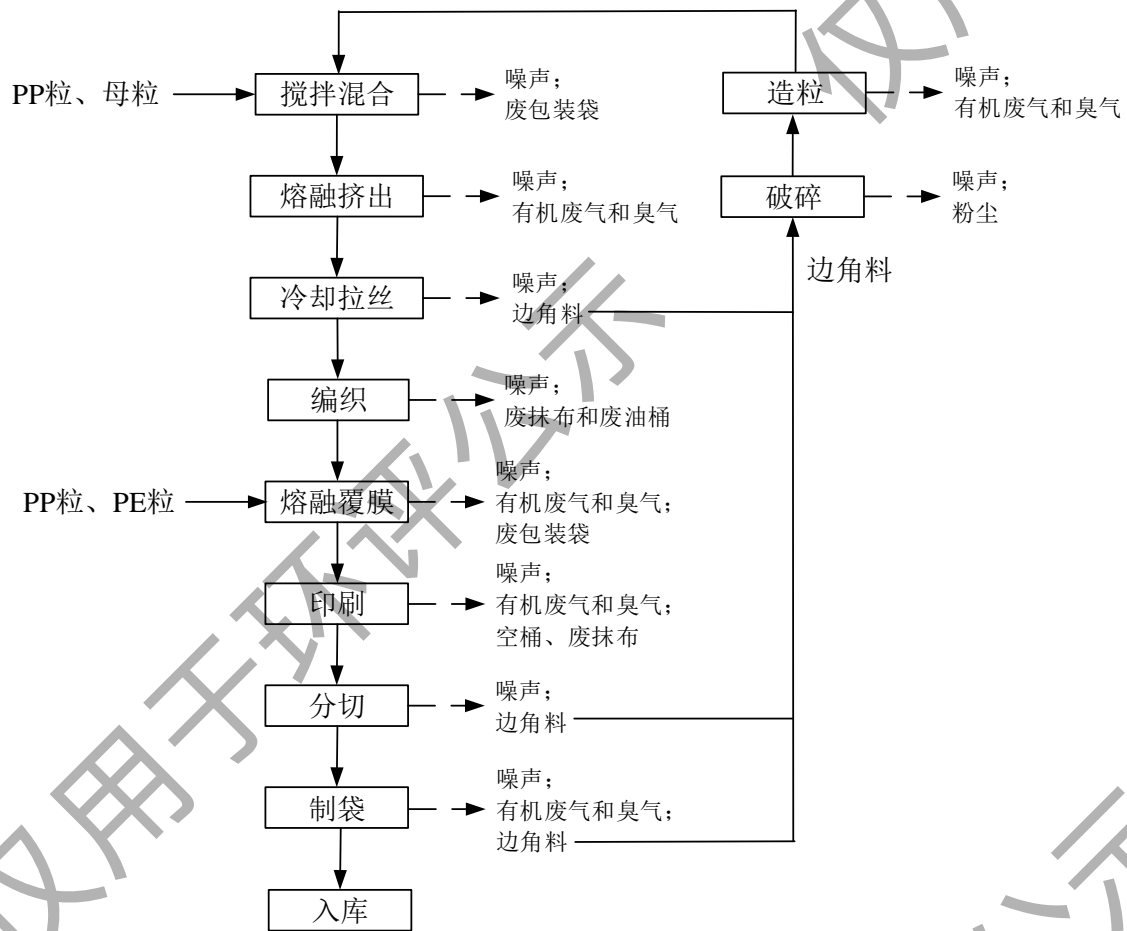 PP粒、母粒
搅拌混合
噪声；
废包装袋
造粒
噪声；
有机废气和臭气
熔融挤出
噪声；
有机废气和臭气
破碎
噪声；
粉尘
边角料
冷却拉丝
噪声；
边角料
编织
噪声；
废抹布和废油桶
PP粒、PE粒
熔融覆膜
噪声；
有机废气和臭气；
废包装袋
印刷
噪声；
有机废气和臭气；
空桶、废抹布
分切
噪声；
边角料
制袋
噪声；
有机废气和臭气；
边角料
入库
仅用于环评公示
仅用
公示